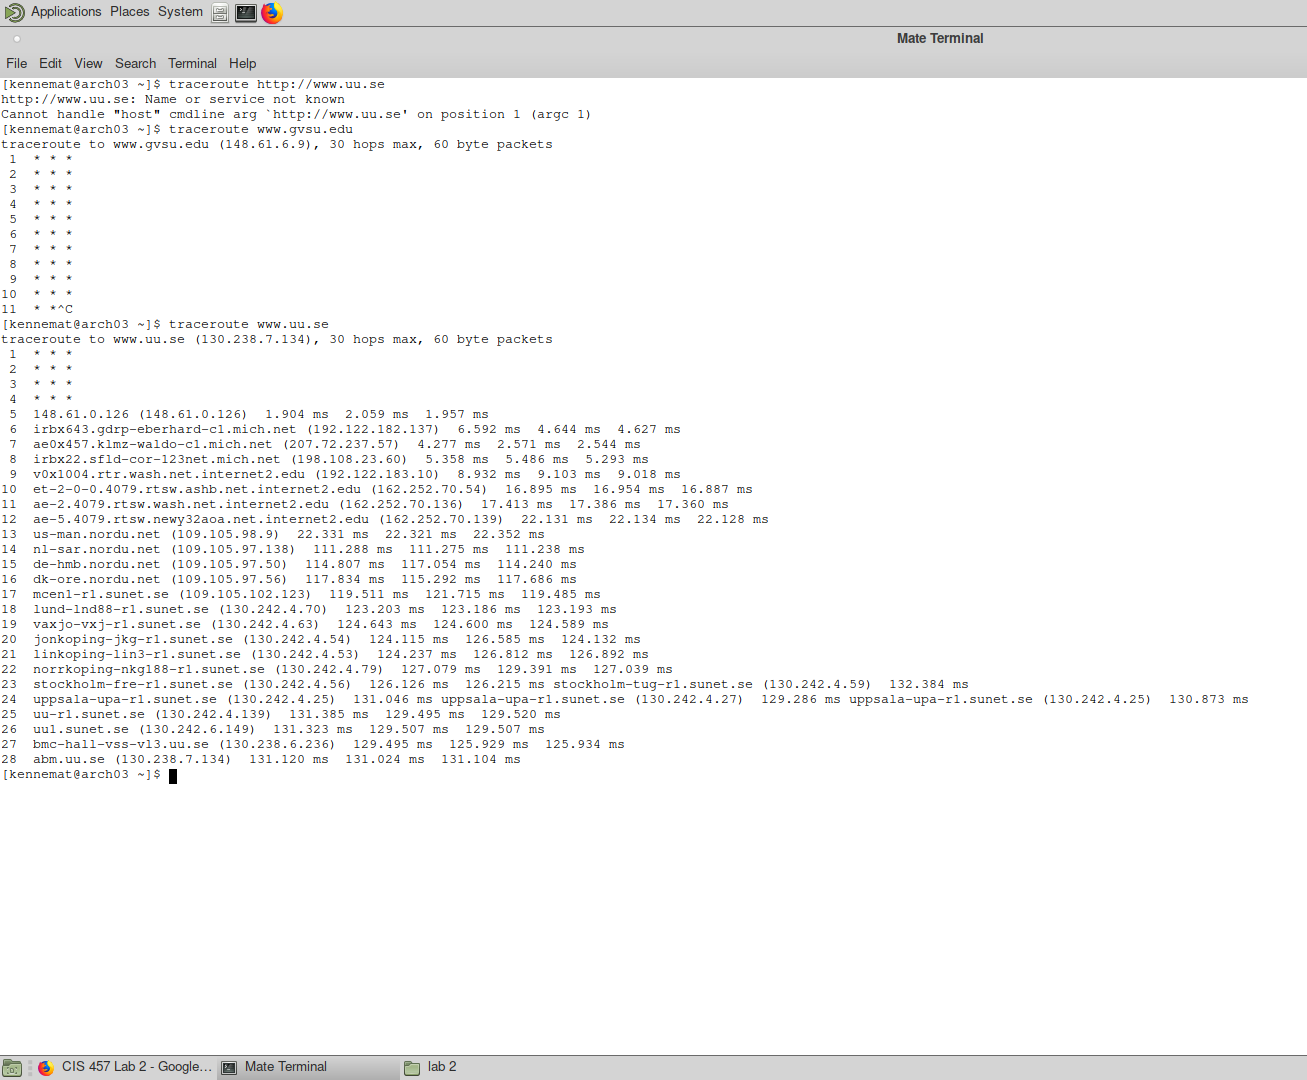 Applications Places System
Mate Terminal
File Edit View Search Terminal Help
[kennemat@arch03 ~]$ traceroute http://www.uu.se
http://www.uu.se: Name or service not known
Cannot handle "host" cmdline arg `http://www.uu.se' on position 1 (argc 1)
[kennemat@arch03 ~]$ traceroute www.gvsu.edu
traceroute to www.gvsu.edu (148.61.6.9), 30 hops max, 60 byte packets
 1  * * *
 2  * * *
 3  * * *
 4  * * *
 5  * * *
 6  * * *
 7  * * *
 8  * * *
 9  * * *
10  * * *
11  * *^C
[kennemat@arch03 ~]$ traceroute www.uu.se
traceroute to www.uu.se (130.238.7.134), 30 hops max, 60 byte packets
 1  * * *
 2  * * *
 3  * * *
 4  * * *
 5  148.61.0.126 (148.61.0.126)  1.904 ms  2.059 ms  1.957 ms
 6  irbx643.gdrp-eberhard-c1.mich.net (192.122.182.137)  6.592 ms  4.644 ms  4.627 ms
 7  ae0x457.klmz-waldo-c1.mich.net (207.72.237.57)  4.277 ms  2.571 ms  2.544 ms
 8  irbx22.sfld-cor-123net.mich.net (198.108.23.60)  5.358 ms  5.486 ms  5.293 ms
 9  v0x1004.rtr.wash.net.internet2.edu (192.122.183.10)  8.932 ms  9.103 ms  9.018 ms
10  et-2-0-0.4079.rtsw.ashb.net.internet2.edu (162.252.70.54)  16.895 ms  16.954 ms  16.887 ms
11  ae-2.4079.rtsw.wash.net.internet2.edu (162.252.70.136)  17.413 ms  17.386 ms  17.360 ms
12  ae-5.4079.rtsw.newy32aoa.net.internet2.edu (162.252.70.139)  22.131 ms  22.134 ms  22.128 ms
13  us-man.nordu.net (109.105.98.9)  22.331 ms  22.321 ms  22.352 ms
14  nl-sar.nordu.net (109.105.97.138)  111.288 ms  111.275 ms  111.238 ms
15  de-hmb.nordu.net (109.105.97.50)  114.807 ms  117.054 ms  114.240 ms
16  dk-ore.nordu.net (109.105.97.56)  117.834 ms  115.292 ms  117.686 ms
17  mcen1-r1.sunet.se (109.105.102.123)  119.511 ms  121.715 ms  119.485 ms
18  lund-lnd88-r1.sunet.se (130.242.4.70)  123.203 ms  123.186 ms  123.193 ms
19  vaxjo-vxj-r1.sunet.se (130.242.4.63)  124.643 ms  124.600 ms  124.589 ms
20  jonkoping-jkg-r1.sunet.se (130.242.4.54)  124.115 ms  126.585 ms  124.132 ms
21  linkoping-lin3-r1.sunet.se (130.242.4.53)  124.237 ms  126.812 ms  126.892 ms
22  norrkoping-nkg188-r1.sunet.se (130.242.4.79)  127.079 ms  129.391 ms  127.039 ms
23  stockholm-fre-r1.sunet.se (130.242.4.56)  126.126 ms  126.215 ms stockholm-tug-r1.sunet.se (130.242.4.59)  132.384 ms
24  uppsala-upa-r1.sunet.se (130.242.4.25)  131.046 ms uppsala-upa-r1.sunet.se (130.242.4.27)  129.286 ms uppsala-upa-r1.sunet.se (130.242.4.25)  130.873 ms
25  uu-r1.sunet.se (130.242.4.139)  131.385 ms  129.495 ms  129.520 ms
26  uu1.sunet.se (130.242.6.149)  131.323 ms  129.507 ms  129.507 ms
27  bmc-hall-vss-vl3.uu.se (130.238.6.236)  129.495 ms  125.929 ms  125.934 ms
28  abm.uu.se (130.238.7.134)  131.120 ms  131.024 ms  131.104 ms
[kennemat@arch03 ~]$
CIS 457 Lab 2 - Google... Mate Terminal lab 2